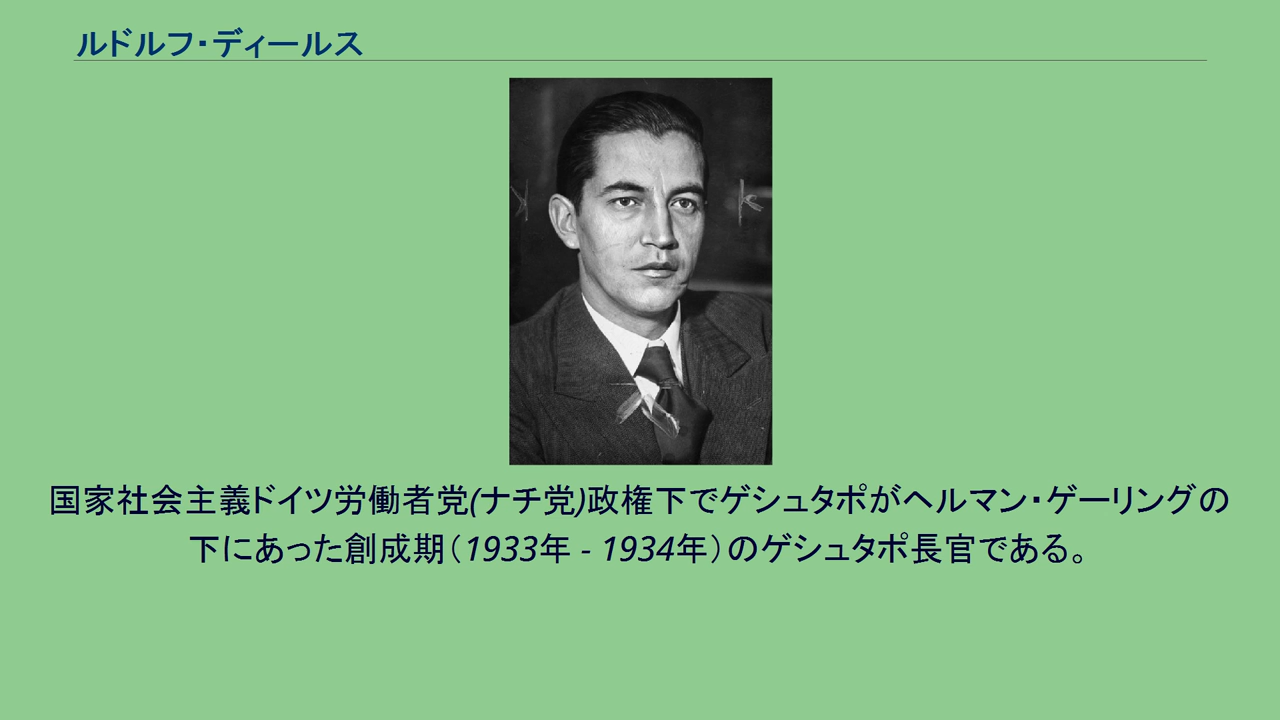 ルドルフ・ディールス
国家社会主義ドイツ労働者党(ナチ党)政権下でゲシュタポがヘルマン・ゲーリングの
下にあった創成期（1933年 - 1934年）のゲシュタポ長官である。